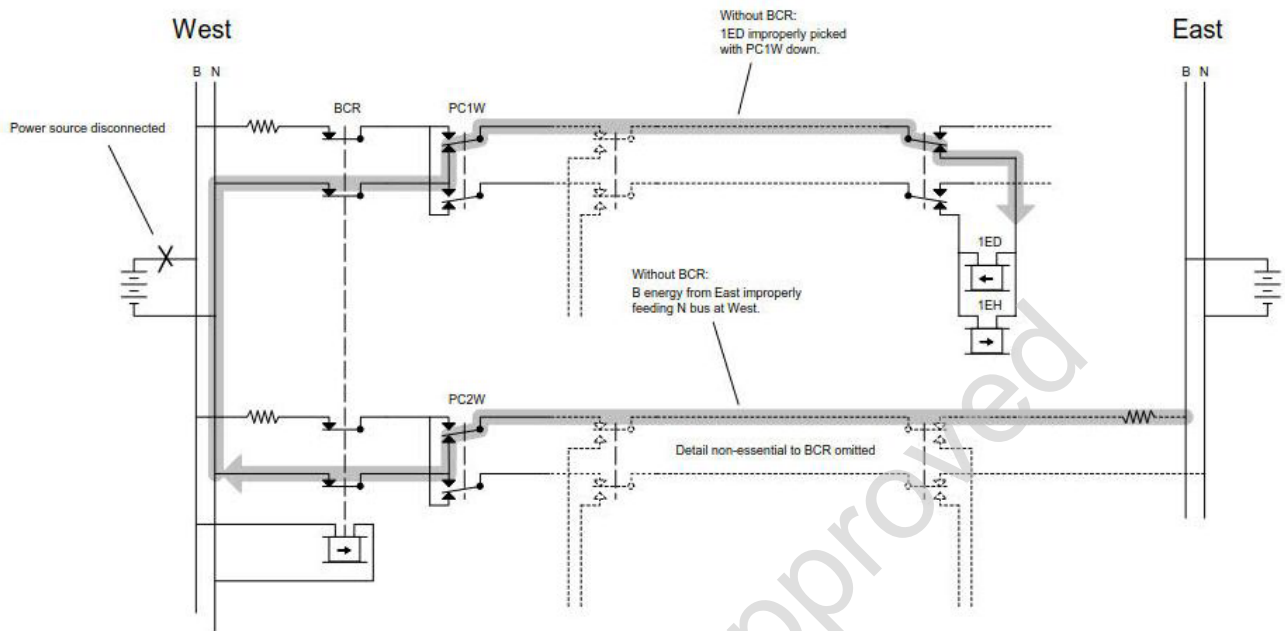 Without BCR:
1ED improperly picked
with PC1W down.
West
East
B N
B N
BCR
PC1W
Power source disconnected
1ED
Without BCR:
B energy from East improperly
feeding N bus at West.
1EH
PC2W
Detail non-essential to BCR omitted
pproved